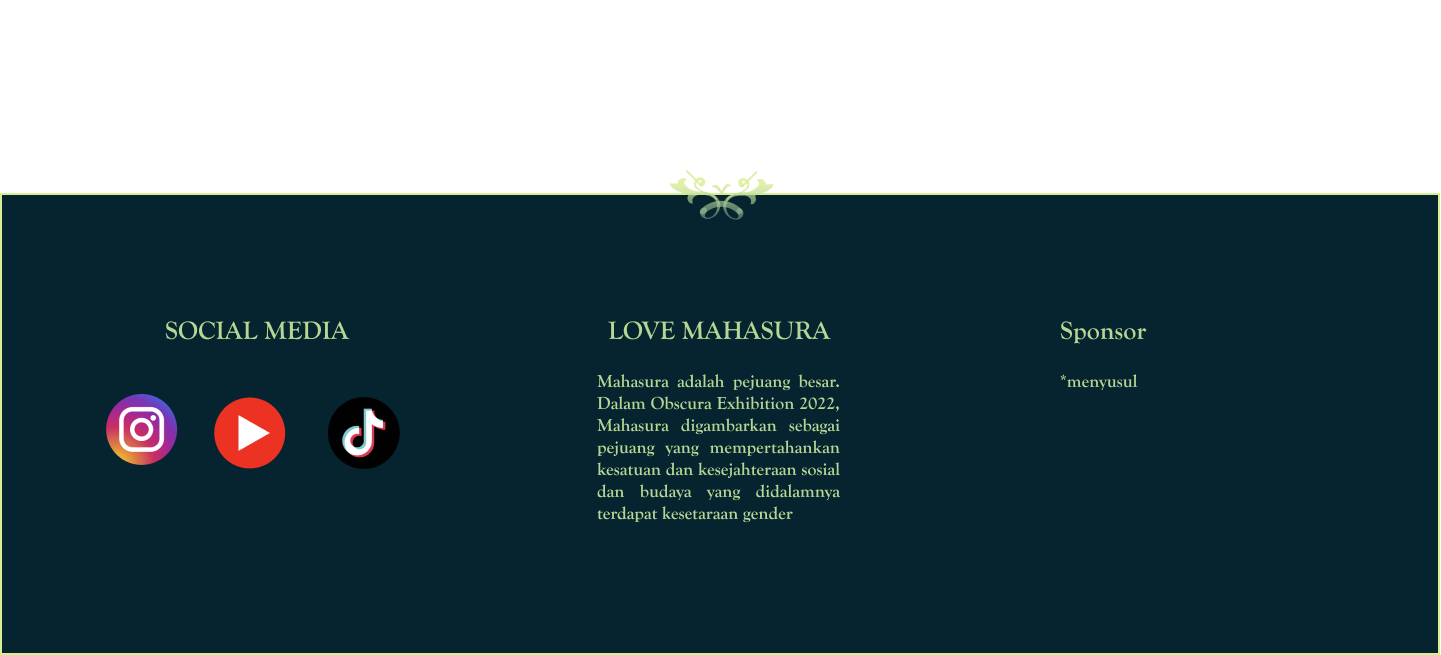 SOCIAL MEDIA
LOVE MAHASURA
Mahasura adalah pejuang besar.
Dalam Obscura Exhibition 2022,
Mahasura digambarkan sebagai
pejuang yang mempertahankan
kesatuan dan kesejahteraan sosial
dan budaya yang didalamnya
terdapat kesetaraan gender
Sponsor
*menyusul